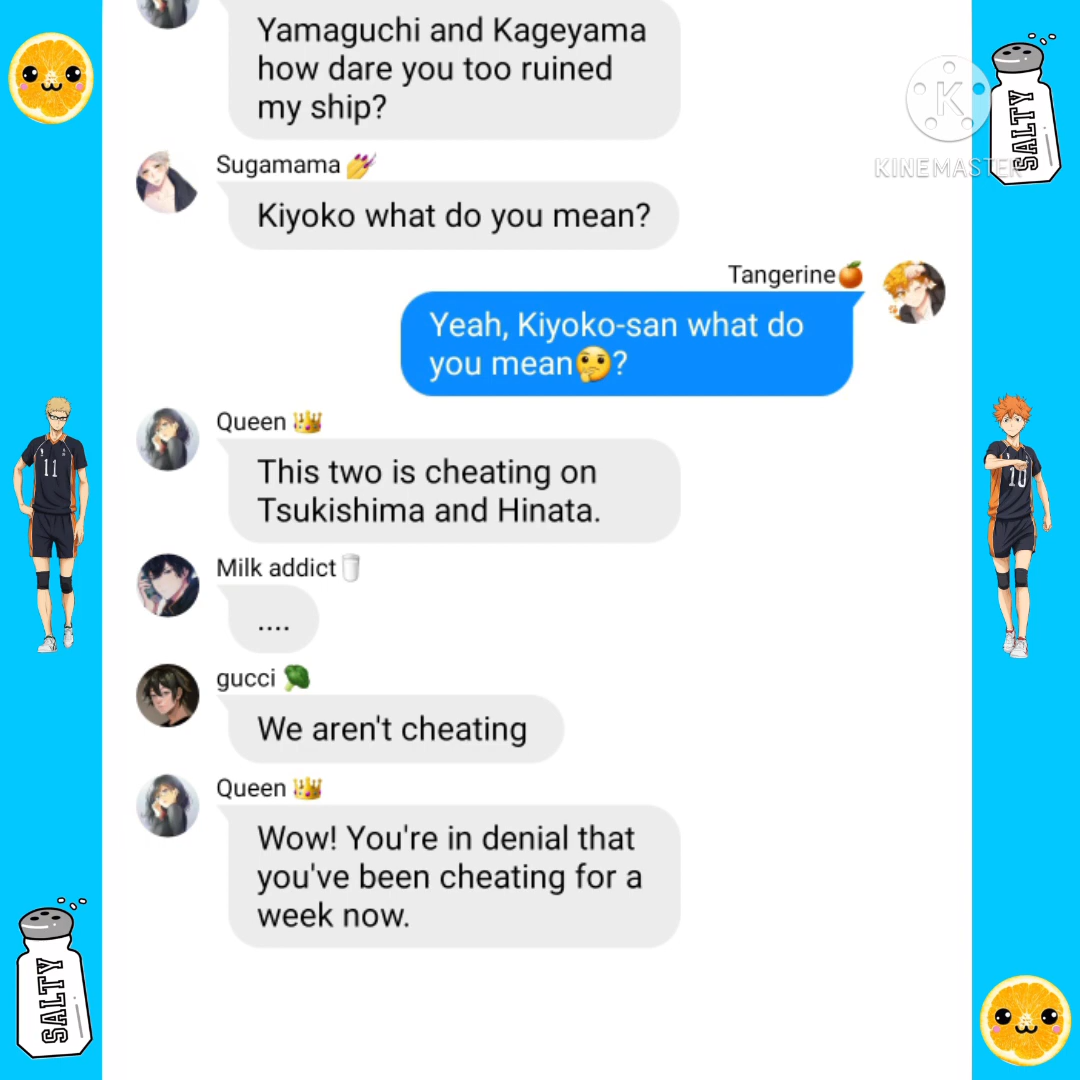 Yamaguchi and Kageyama
how dare you too ruined
my ship?
KINEMASTER
K
SALTY
Sugamama 💅
Kiyoko what do you mean?
Tangerine🍊
Yeah, Kiyoko-san what do
you mean🤔?
Queen 👑
This two is cheating on
Tsukishima and Hinata.
11
10
Milk addict🥛
....
gucci 🥦
We aren't cheating
Queen 👑
Wow! You're in denial that
you've been cheating for a
week now.
SALTY